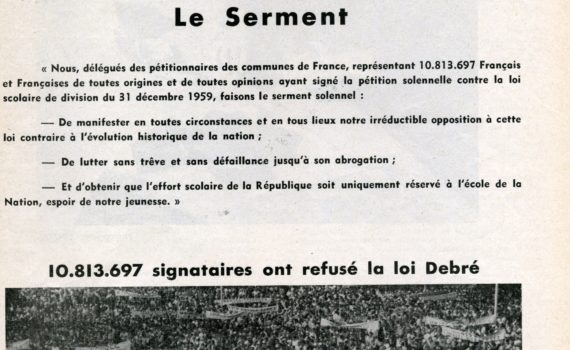 Le Serment
« Nous, délégués des pétitionnaires des communes de France, représentant 10.813.697 Français
et Françaises de toutes origines et de toutes opinions ayant signé la pétition solennelle contre la loi
scolaire de division du 31 décembre 1959, faisons le serment solennel :
— De manifester en toutes circonstances et en tous lieux notre irréductible opposition à cette
loi contraire à l'évolution historique de la nation ;
— De lutter sans trêve et sans défaillance jusqu'à son abrogation ;
— Et d'obtenir que l'effort scolaire de la République soit uniquement réservé à l'école de la
Nation, espoir de notre jeunesse. »
10.813.697 signataires ont refusé la loi Debré